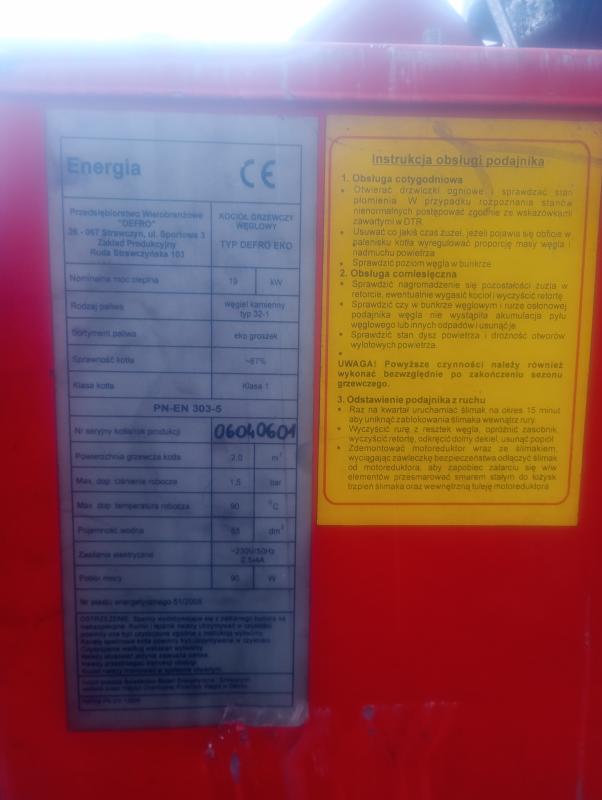 Energia
CE
Przedsiębiorstwo Wielobranżowe
"DEFRO"
26 - 067 Strawczyn, ul. Sportowa 3
Zakład Produkcyjny
Ruda Strawczyńska 103
KOCIOŁ GRZEWCZY
WĘGLOWY
TYP DEFRO EKO
Nominalna moc cieplna 19 kW
Rodzaj paliwa węgiel kamienny
typ 32-1
Sortyment paliwa eko groszek
Sprawność kotła ~87%
Klasa kotła Klasa 1
PN-EN 303-5
Nr seryjny kotła/rok produkcji 06040601
Powierzchnia grzewcza kotła 2,0 m²
Max. dop. ciśnienie robocze 1,5 bar
Max. dop. temperatura robocza 90 °C
Pojemność wodna dm³
Zasilanie elektryczne ~230V/50Hz
Pobór mocy 90 W
Instrukcja obsługi podajnika
1. Obsługa cotygodniowa
• Otwierać drzwiczki ogniowe i sprawdzać stan
płomienia. W przypadku rozpoznania stanów
nienormalnych postępować zgodnie ze wskazówkami
zawartymi w DTR
• Usuwać co jakiś czas żużel, jeżeli pojawia się obficie w
palenisku kotła wyregulować proporcję masy węgla i
nadmuchu powietrza
• Sprawdzać poziom węgla w bunkrze
2. Obsługa comiesięczna
• Sprawdzać nagromadzenie się pozostałości żużla w
retorcie, ewentualnie wygasić kocioł i wyczyścić retortę
• Sprawdzić czy w bunkrze węglowym i rurze osłonowej
podajnika węgla nie wystąpiła akumulacja pyłu
węglowego lub innych odpadów i usunąć je.
• Sprawdzić stan dysz powietrza i drożność otworów
wylotowych powietrza.
•
UWAGA! Powyższe czynności należy również
wykonać bezwzględnie po zakończeniu sezonu
grzewczego.
3. Odstawienie podajnika z ruchu
• Raz na kwartał uruchamiać ślimak na okres 15 minut
aby uniknąć zablokowania ślimaka wewnątrz rury.
• Wyczyścić rurę z resztek węgla, opróżnić zasobnik,
wyczyścić retortę, odkręcić dolny dekiel, usunąć popiół
• Zdemontować motoreduktor wraz ze ślimakiem,
wyciągając zawleczkę bezpieczeństwa odłączyć ślimak
od motoreduktora, aby zapobiec zatarciu się w/w
elementów przesmarować smarem stałym do łożysk
trzpień ślimaka oraz wewnętrzną tuleję motoreduktora